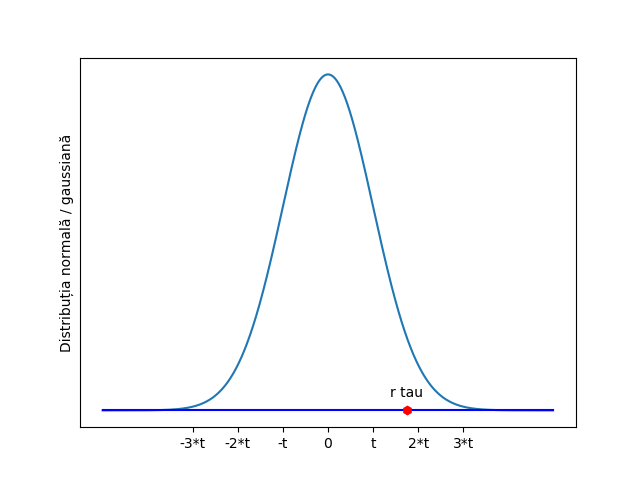 Distribuția normală / gaussiană
r tau
-3*t -2*t -t 0 t 2*t 3*t